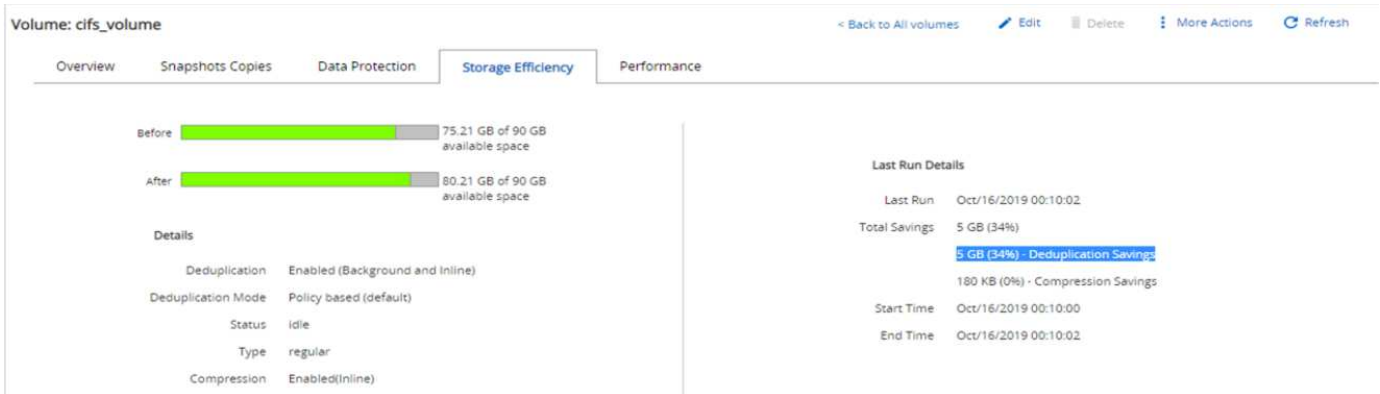 Volume: cifs_volume
< Back to All volumes Edit Delete More Actions Refresh
Overview Snapshots Copies Data Protection Storage Efficiency Performance
Before 75.21 GB of 90 GB
available space
After 80.21 GB of 90 GB
available space
Details
Deduplication Enabled (Background and Inline)
Deduplication Mode Policy based (default)
Status idle
Type regular
Compression Enabled(Inline)
Last Run Details
Last Run Oct/16/2019 00:10:02
Total Savings 5 GB (34%)
5 GB (34%) - Deduplication Savings
180 KB (0%) - Compression Savings
Start Time Oct/16/2019 00:10:00
End Time Oct/16/2019 00:10:02